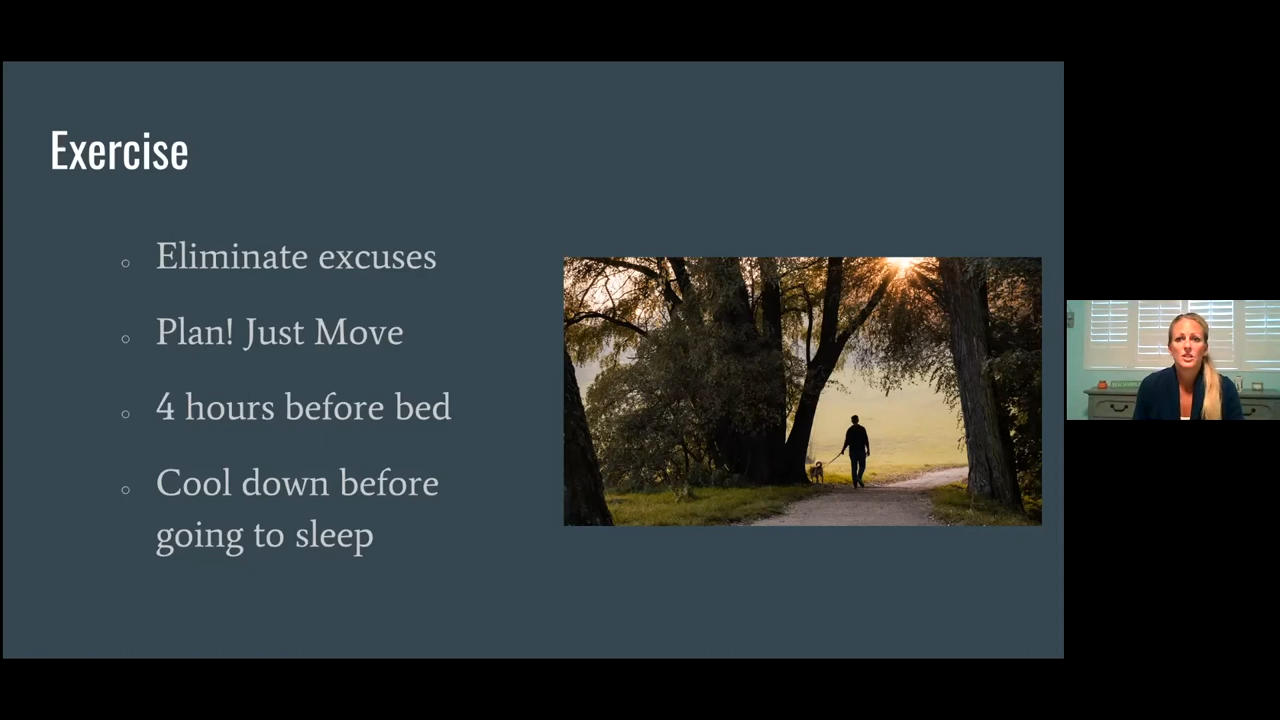 Exercise
Eliminate excuses
Plan! Just Move
4 hours before bed
Cool down before
going to sleep